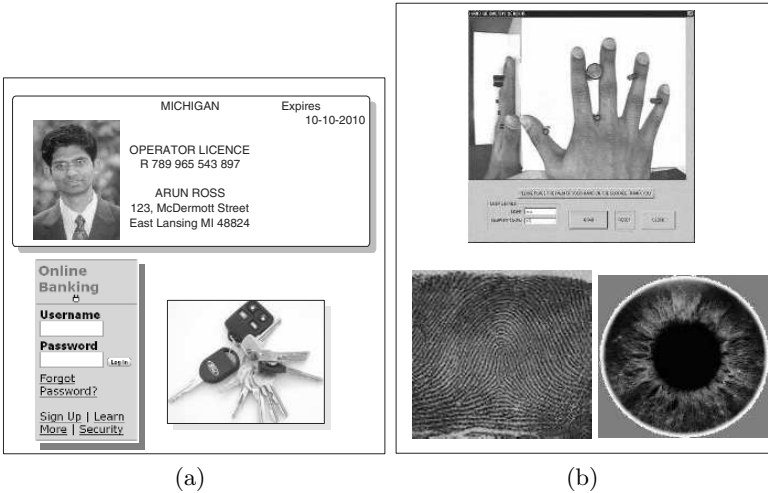 MICHIGAN
Expires
10-10-2010
OPERATOR LICENCE
R 789 965 543 897
ARUN ROSS
123, McDermott Street
East Lansing MI 48824
Online
Banking
Username
Password
Log In
Forgot
Password?
Sign Up | Learn
More | Security
(a)
(b)